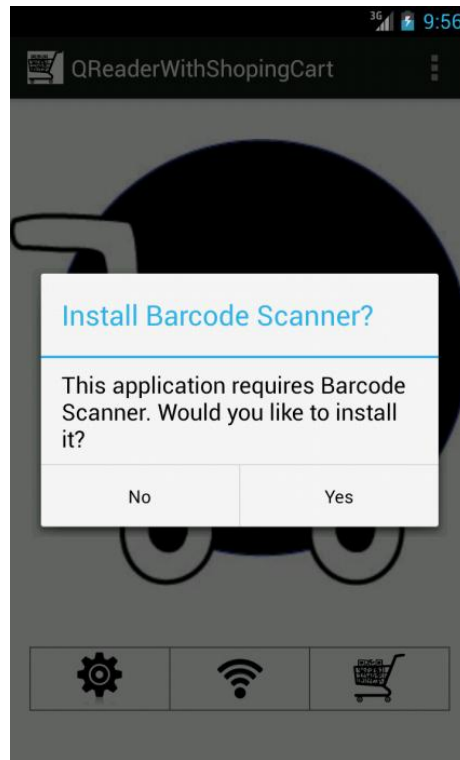 3G 9:56
QReaderWithShopingCart
Install Barcode Scanner?
This application requires Barcode
Scanner. Would you like to install
it?
No Yes